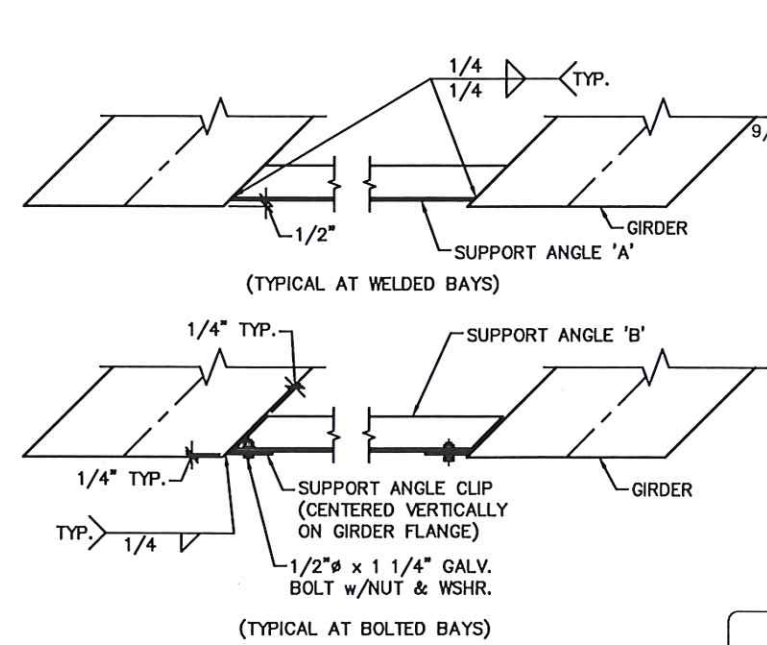 1/4
1/4
TYP.
9/
1/2"
GIRDER
SUPPORT ANGLE 'A'
(TYPICAL AT WELDED BAYS)
1/4" TYP.
SUPPORT ANGLE 'B'
1/4" TYP.
SUPPORT ANGLE CLIP
(CENTERED VERTICALLY
ON GIRDER FLANGE)
GIRDER
TYP.
1/4
1/2"ø x 1 1/4" GALV.
BOLT w/NUT & WSHR.
(TYPICAL AT BOLTED BAYS)